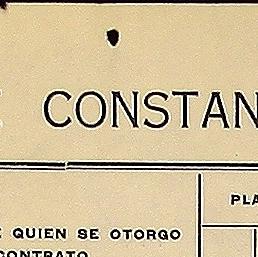 CONSTAN
QUIEN SE OTORGO
PLA
CONTRATO